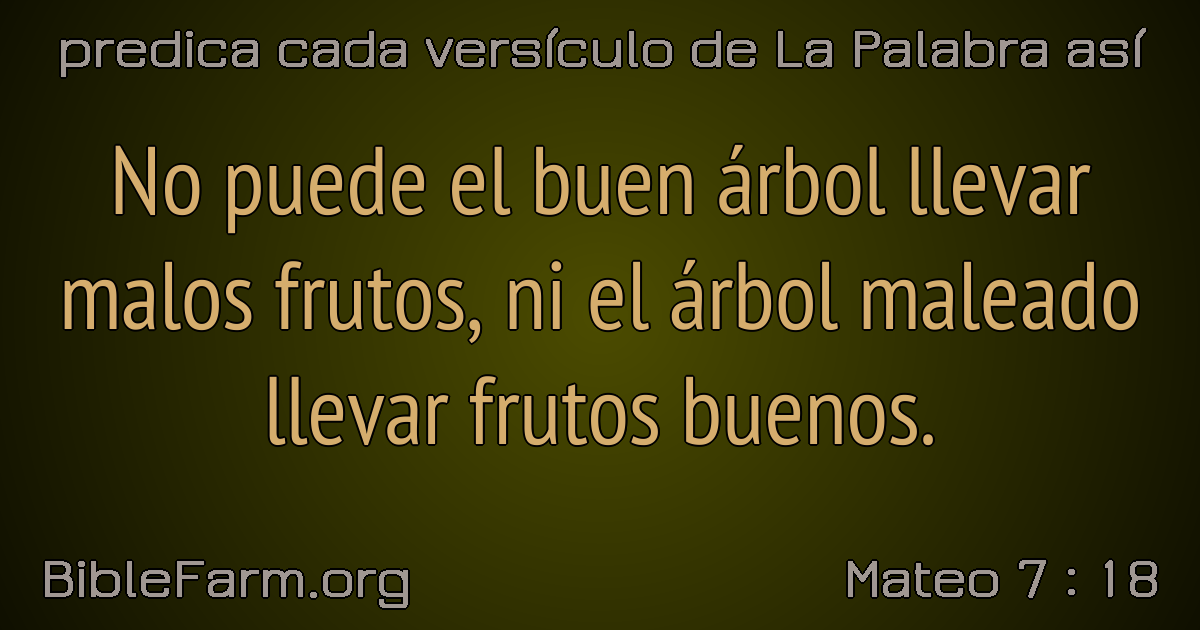 predica cada versículo de La Palabra así
No puede el buen árbol llevar
malos frutos, ni el árbol maleado
llevar frutos buenos.
BibleFarm.org
Mateo 7 : 18